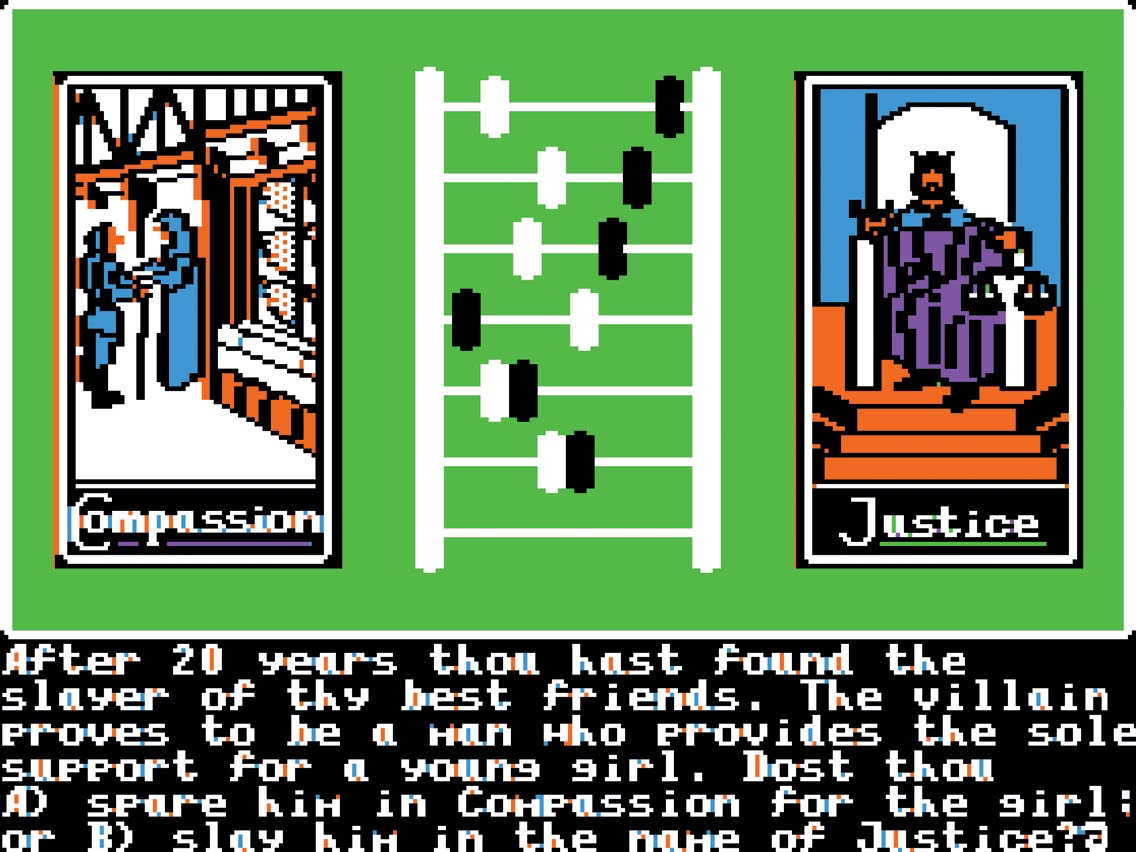 Compassion
Justice
After 20 years thou hast found the
slayer of thy best friends. The villain
proves to be a man who provides the sole
support for a young girl. Dost thou
A) spare him in Compassion for the girl;
or B) slay him in the name of Justice?a